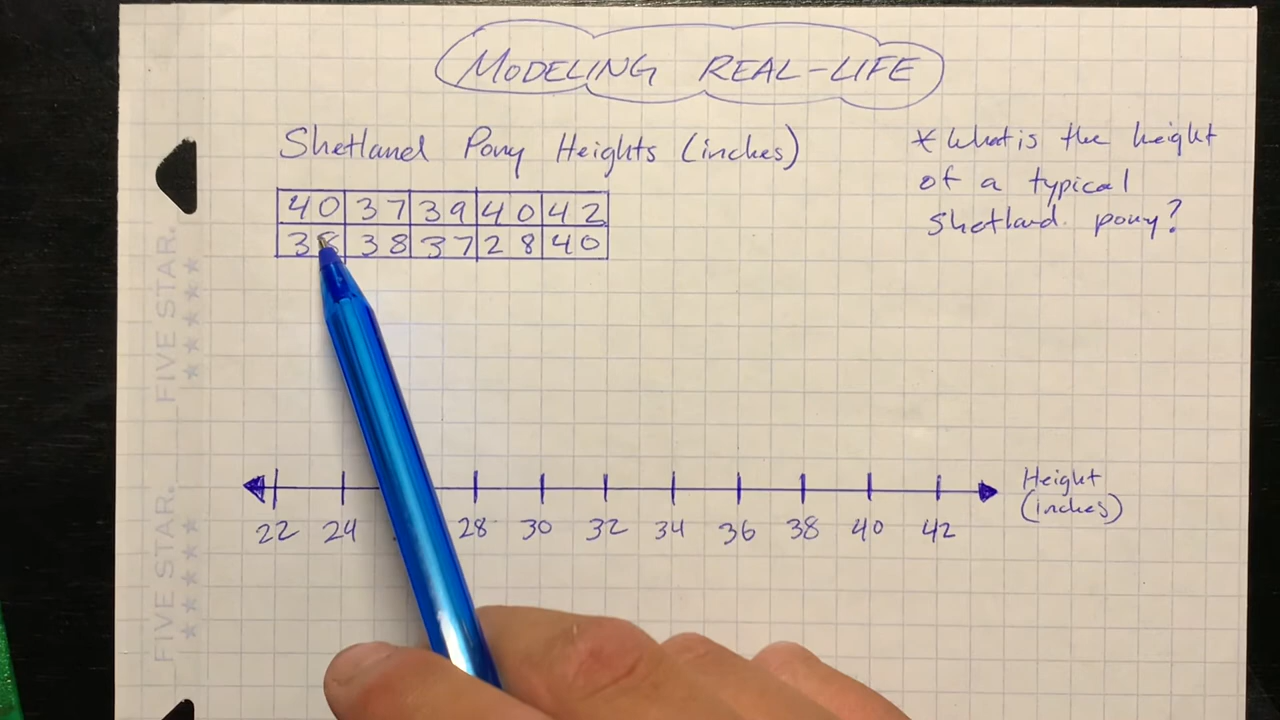 MODELING REAL-LIFE
Shetland Pony Heights (inches)
40 37 39 40 42
38 38 37 28 40
* What is the height
of a typical
Shetland pony?
22 24 28 30 32 34 36 38 40 42
Height
(inches)
FIVE STAR.
FIVE STAR.